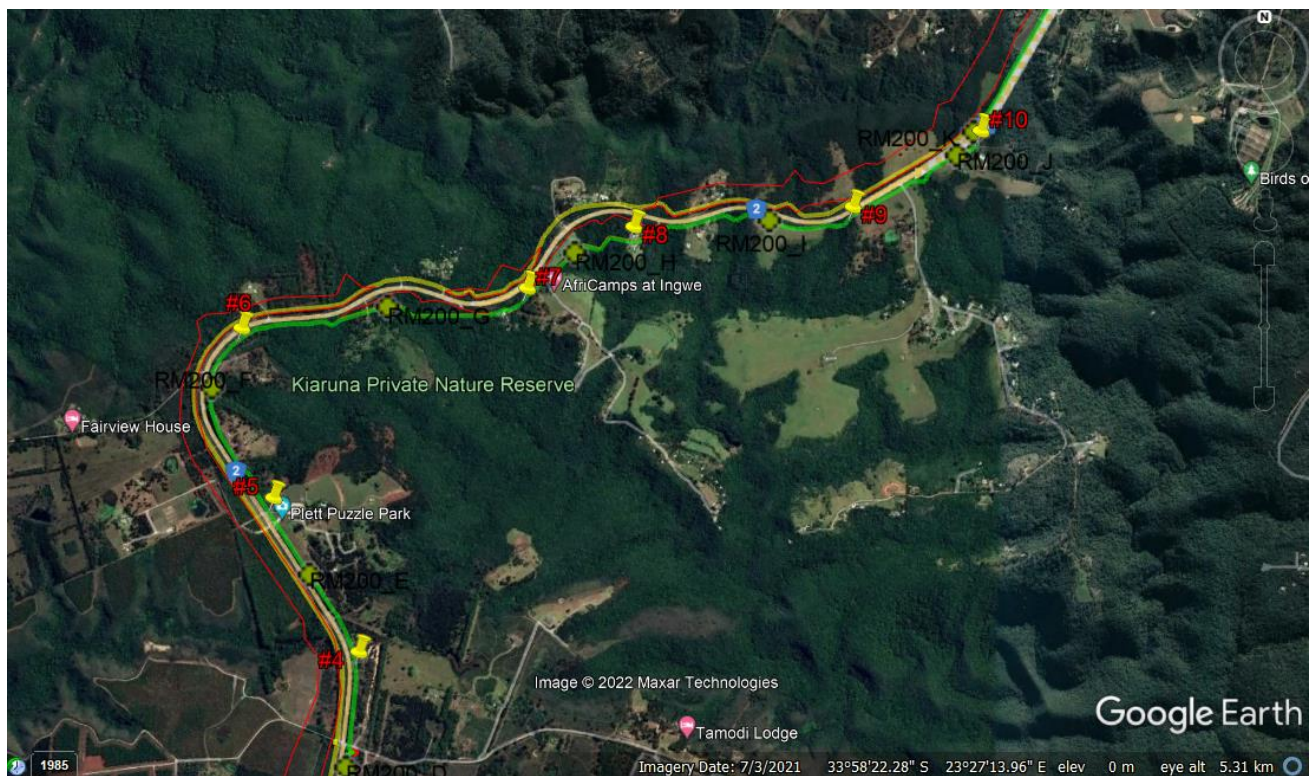 N
#10
RM200_K
RM200_J
Birds o
2
#9
#8
RM200_I
RM200_H
#7
AfriCamps at Ingwe
#6
RM200_G
RM200_F
Kiaruna Private Nature Reserve
Fairview House
2
#5
Plett Puzzle Park
RM200_E
#4
Image © 2022 Maxar Technologies
Google Earth
Tamodi Lodge
RM200_D
1985
Imagery Date: 7/3/2021 33°58'22.28" S 23°27'13.96" E elev 0 m eye alt 5.31 km